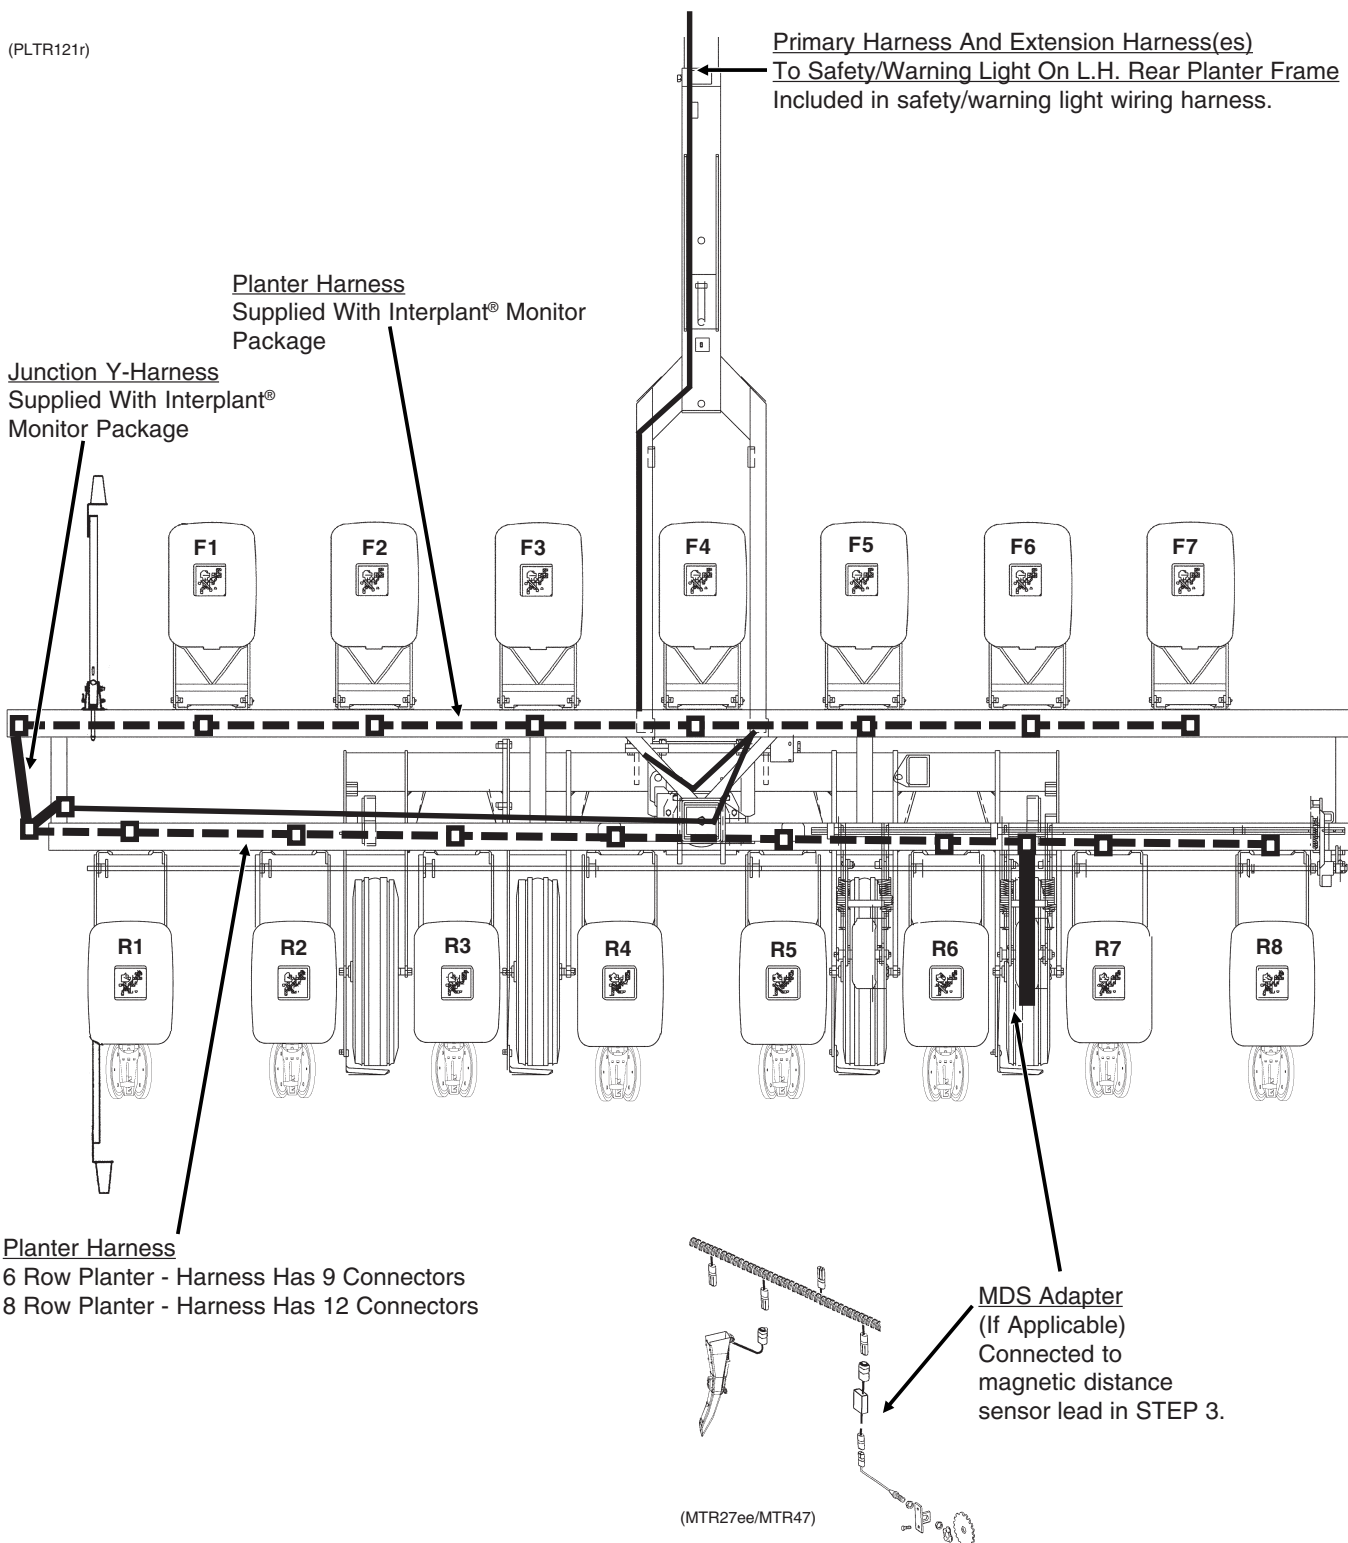 (PLTR121r)
Primary Harness And Extension Harness(es)
To Safety/Warning Light On L.H. Rear Planter Frame
Included in safety/warning light wiring harness.
Planter Harness
Supplied With Interplant® Monitor
Package
Junction Y-Harness
Supplied With Interplant®
Monitor Package
F1 F2 F3 F4 F5 F6 F7
R1 R2 R3 R4 R5 R6 R7 R8
Planter Harness
6 Row Planter - Harness Has 9 Connectors
8 Row Planter - Harness Has 12 Connectors
MDS Adapter
(If Applicable)
Connected to
magnetic distance
sensor lead in STEP 3.
(MTR27ee/MTR47)